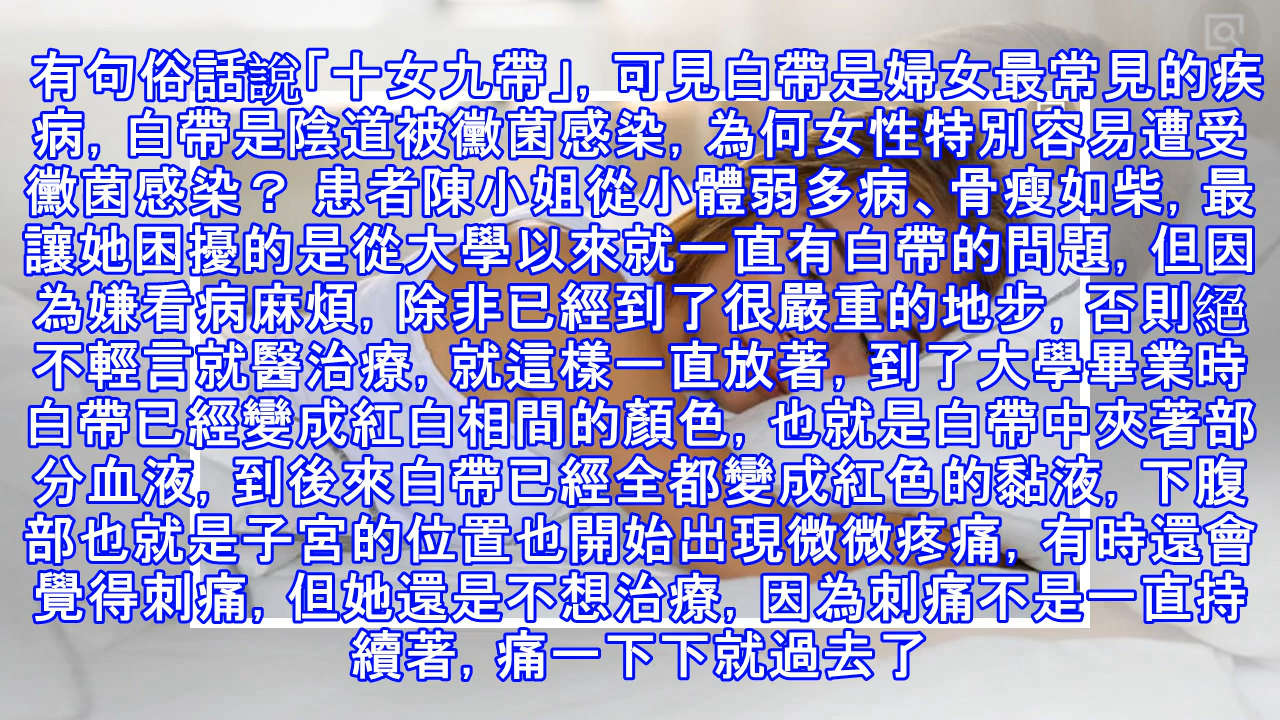 有句俗話說「十女九帶」, 可見白帶是婦女最常見的疾
病, 白帶是陰道被黴菌感染, 為何女性特別容易遭受
黴菌感染？ 患者陳小姐從小體弱多病、骨瘦如柴, 最
讓她困擾的是從大學以來就一直有白帶的問題, 但因
為嫌看病麻煩, 除非已經到了很嚴重的地步, 否則絕
不輕言就醫治療, 就這樣一直放著, 到了大學畢業時
白帶已經變成紅白相間的顏色, 也就是白帶中夾著部
分血液, 到後來白帶已經全都變成紅色的黏液, 下腹
部也就是子宮的位置也開始出現微微疼痛, 有時還會
覺得刺痛, 但她還是不想治療, 因為刺痛不是一直持
續著, 痛一下下就過去了